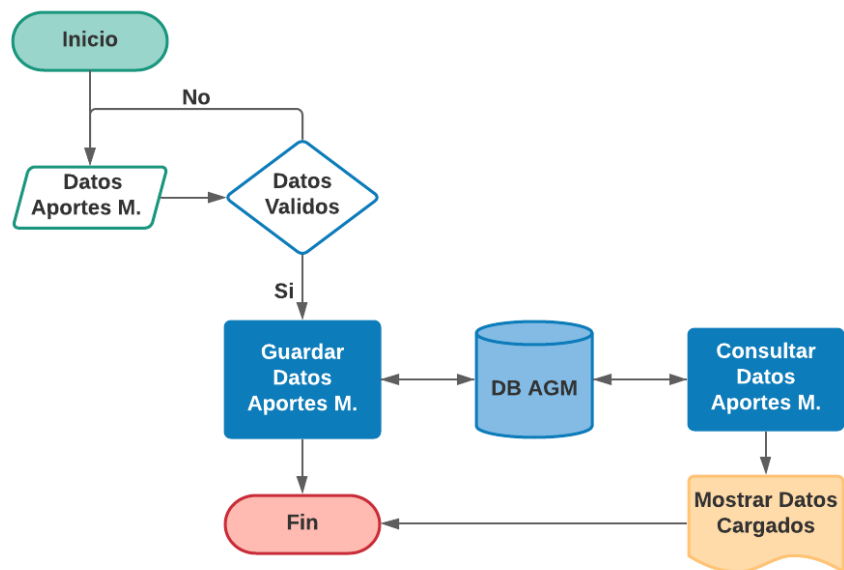 Inicio
No
Datos
Aportes M.
Datos
Validos
Si
Guardar
Datos
Aportes M.
DB AGM
Consultar
Datos
Aportes M.
Mostrar Datos
Cargados
Fin